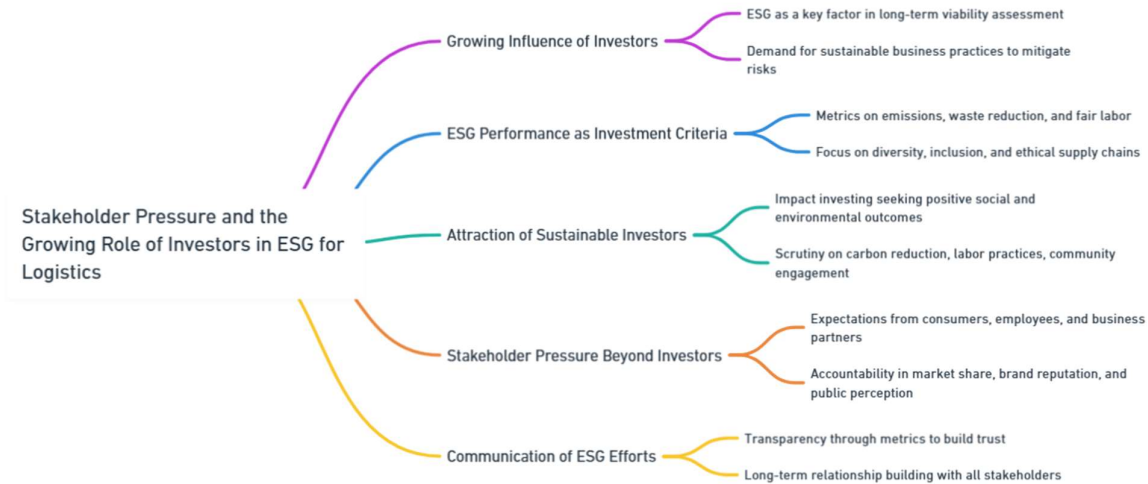 Stakeholder Pressure and the
Growing Role of Investors in ESG for
Logistics
Growing Influence of Investors
ESG as a key factor in long-term viability assessment
Demand for sustainable business practices to mitigate
risks
ESG Performance as Investment Criteria
Metrics on emissions, waste reduction, and fair labor
Focus on diversity, inclusion, and ethical supply chains
Attraction of Sustainable Investors
Impact investing seeking positive social and
environmental outcomes
Scrutiny on carbon reduction, labor practices, community
engagement
Stakeholder Pressure Beyond Investors
Expectations from consumers, employees, and business
partners
Accountability in market share, brand reputation, and
public perception
Communication of ESG Efforts
Transparency through metrics to build trust
Long-term relationship building with all stakeholders